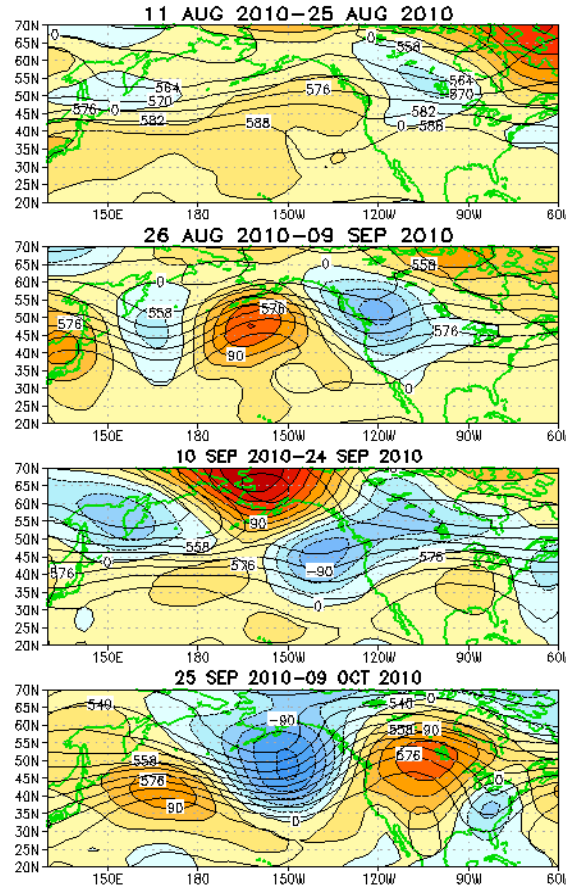 11 AUG 2010-25 AUG 2010
70N
65N
60N
55N
50N
45N
40N
35N
30N
25N
20N
0 0 558 564 570 576 576 0 582 582 588 0 588
150E 180 150W 120W 90W 60W
26 AUG 2010-09 SEP 2010
70N
65N
60N
55N
50N
45N
40N
35N
30N
25N
20N
0 0 558 558 576 576 576 90 0
150E 180 150W 120W 90W 60W
10 SEP 2010-24 SEP 2010
70N
65N
60N
55N
50N
45N
40N
35N
30N
25N
20N
0 90 558 576 576 576 0 -90 0
150E 180 150W 120W 90W 60W
25 SEP 2010-09 OCT 2010
70N
65N
60N
55N
50N
45N
40N
35N
30N
25N
20N
540 540 0 -90 558 90 558 576 576 90 0 0
150E 180 150W 120W 90W 60W